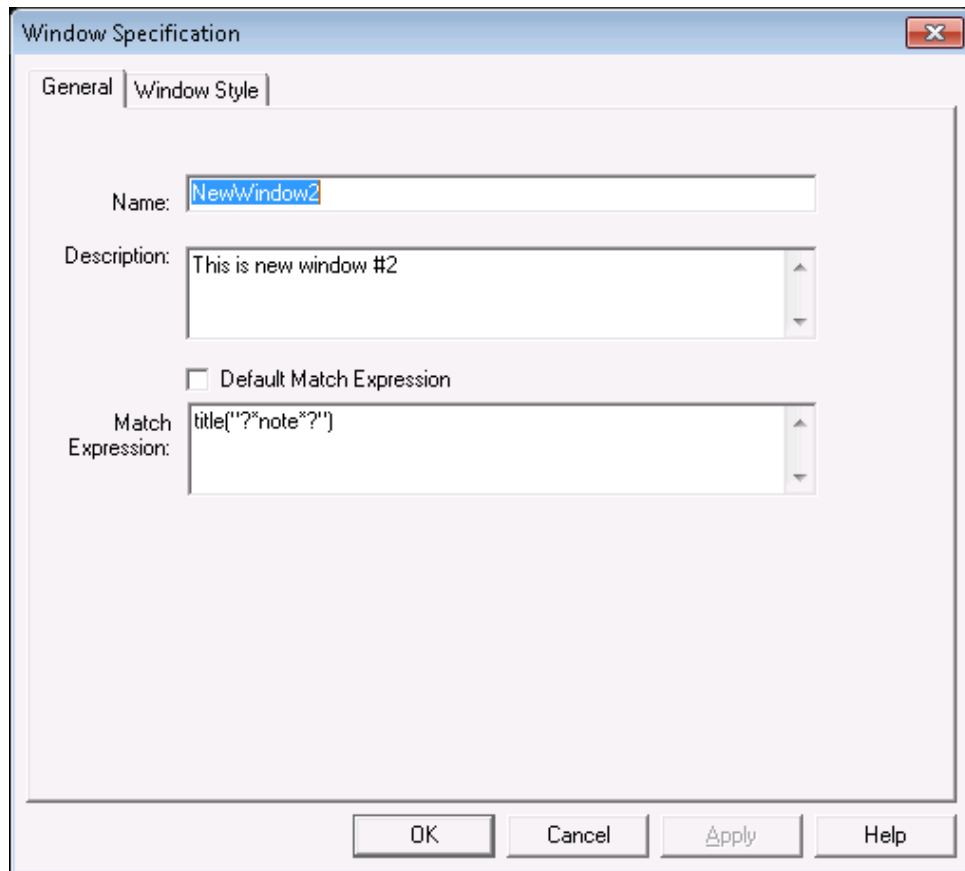 Window Specification
General
Window Style
Name:
NewWindow2
Description:
This is new window #2
Default Match Expression
Match
Expression:
title("?*note*?")
OK
Cancel
Apply
Help